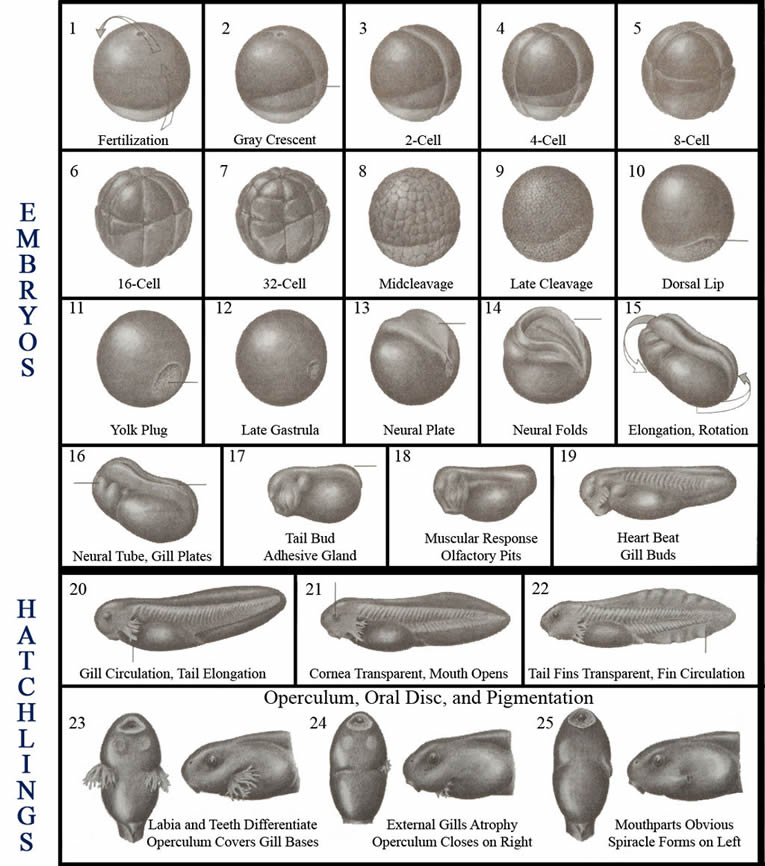 EMBRYOS
1
Fertilization
2
Gray Crescent
3
2-Cell
4
4-Cell
5
8-Cell
6
16-Cell
7
32-Cell
8
Midcleavage
9
Late Cleavage
10
Dorsal Lip
11
Yolk Plug
12
Late Gastrula
13
Neural Plate
14
Neural Folds
15
Elongation, Rotation
16
Neural Tube, Gill Plates
17
Tail Bud
Adhesive Gland
18
Muscular Response
Olfactory Pits
19
Heart Beat
Gill Buds
HATCHLINGS
20
Gill Circulation, Tail Elongation
21
Cornea Transparent, Mouth Opens
22
Tail Fins Transparent, Fin Circulation
Operculum, Oral Disc, and Pigmentation
23
Labia and Teeth Differentiate
Operculum Covers Gill Bases
24
External Gills Atrophy
Operculum Closes on Right
25
Mouthparts Obvious
Spiracle Forms on Left